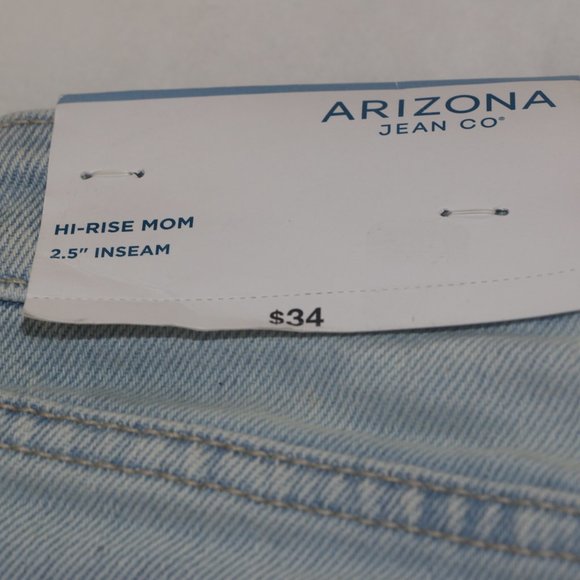 ARIZONA
JEAN CO®
HI-RISE MOM
2.5" INSEAM
$34